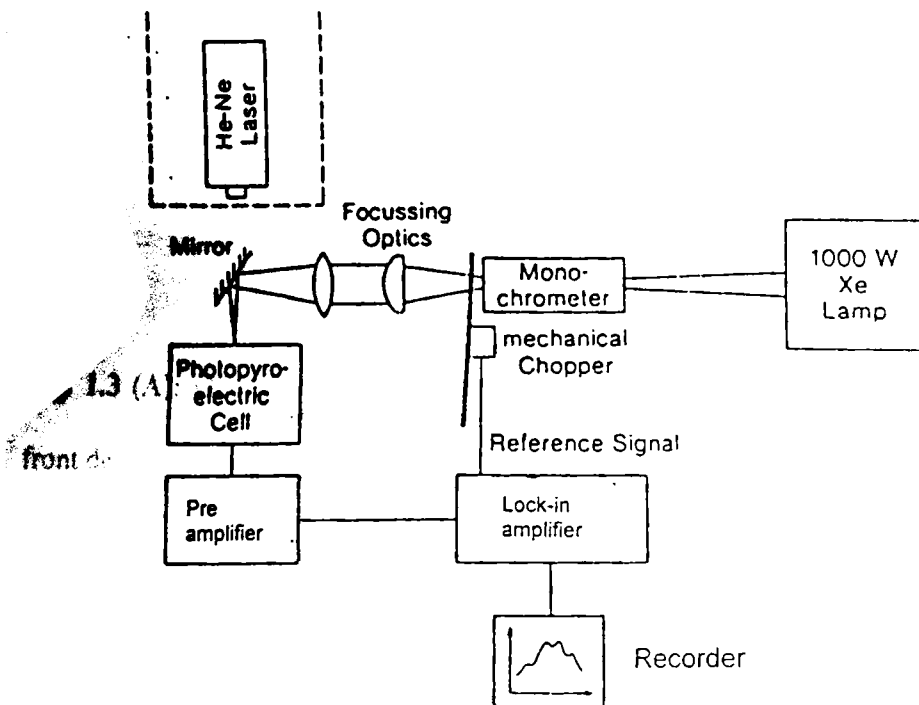 He-Ne
Laser
Focussing
Optics
Mirror
Mono-
chrometer
1000 W
Xe
Lamp
mechanical
Chopper
Photopyro-
electric
Cell
1.3 (A)
Reference Signal
front
Pre
amplifier
Lock-in
amplifier
Recorder